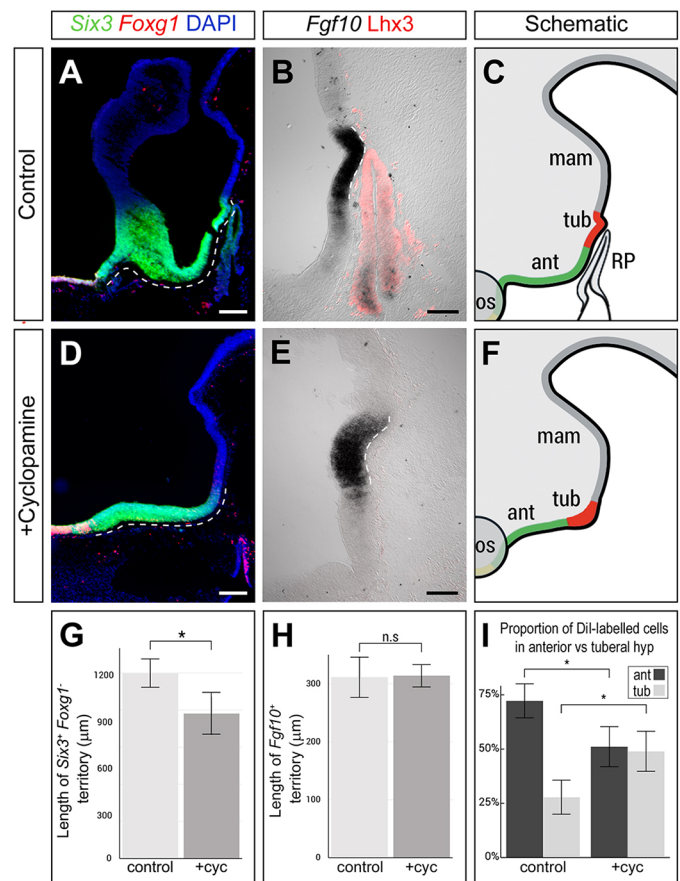 Six3 Foxg1 DAPI
Fgf10 Lhx3
Schematic
Control
A
B
C
mam
tub
ant
RP
os
+Cyclopamine
D
E
F
mam
tub
ant
os
G
*
Length of Six3+ Foxg1-
territory (µm)
1200
900
600
300
0
control
+cyc
H
n.s
Length of Fgf10+
territory (µm)
300
200
100
0
control
+cyc
I
Proportion of DiI-labelled cells
in anterior vs tuberal hyp
ant
tub
*
*
75%
50%
25%
0%
control
+cyc